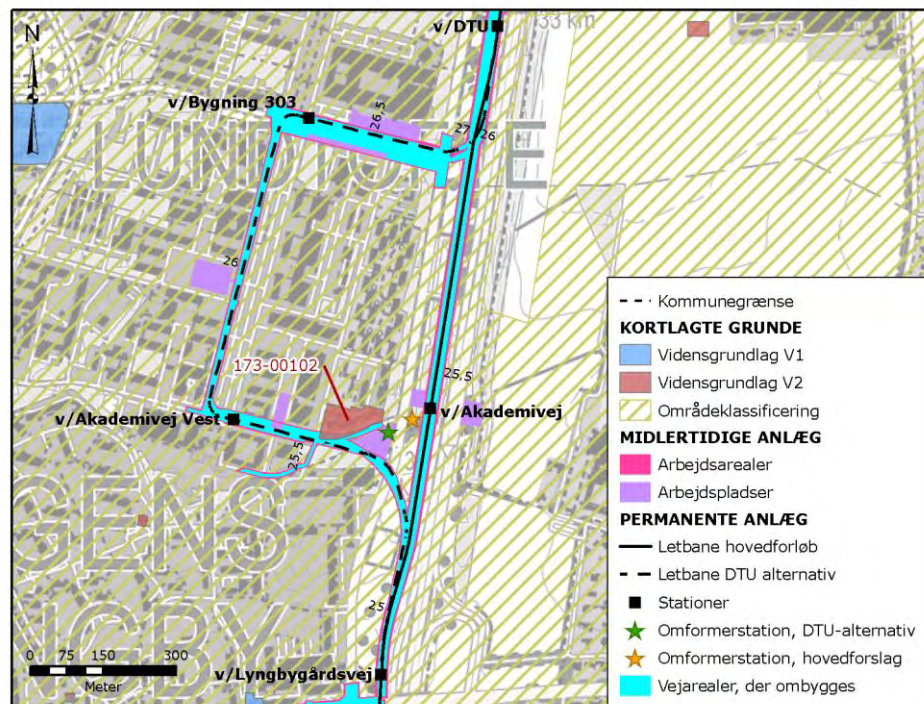 33 km
v/DTU
N
v/Bygning 303
26,5
27
26
LUNDTOFTE
26
173-00102
25,5
v/Akademivej
v/Akademivej Vest
25,5
25
v/Lyngbygårdsvej
0 75 150 300
Meter
Kommunegrænse
KORTLAGTE GRUNDE
Vidensgrundlag V1
Vidensgrundlag V2
Områdeklassificering
MIDLERTIDIGE ANLÆG
Arbejdsarealer
Arbejdspladser
PERMANENTE ANLÆG
Letbane hovedforløb
Letbane DTU alternativ
Stationer
Omformerstation, DTU-alternativ
Omformerstation, hovedforslag
Vejarealer, der ombygges